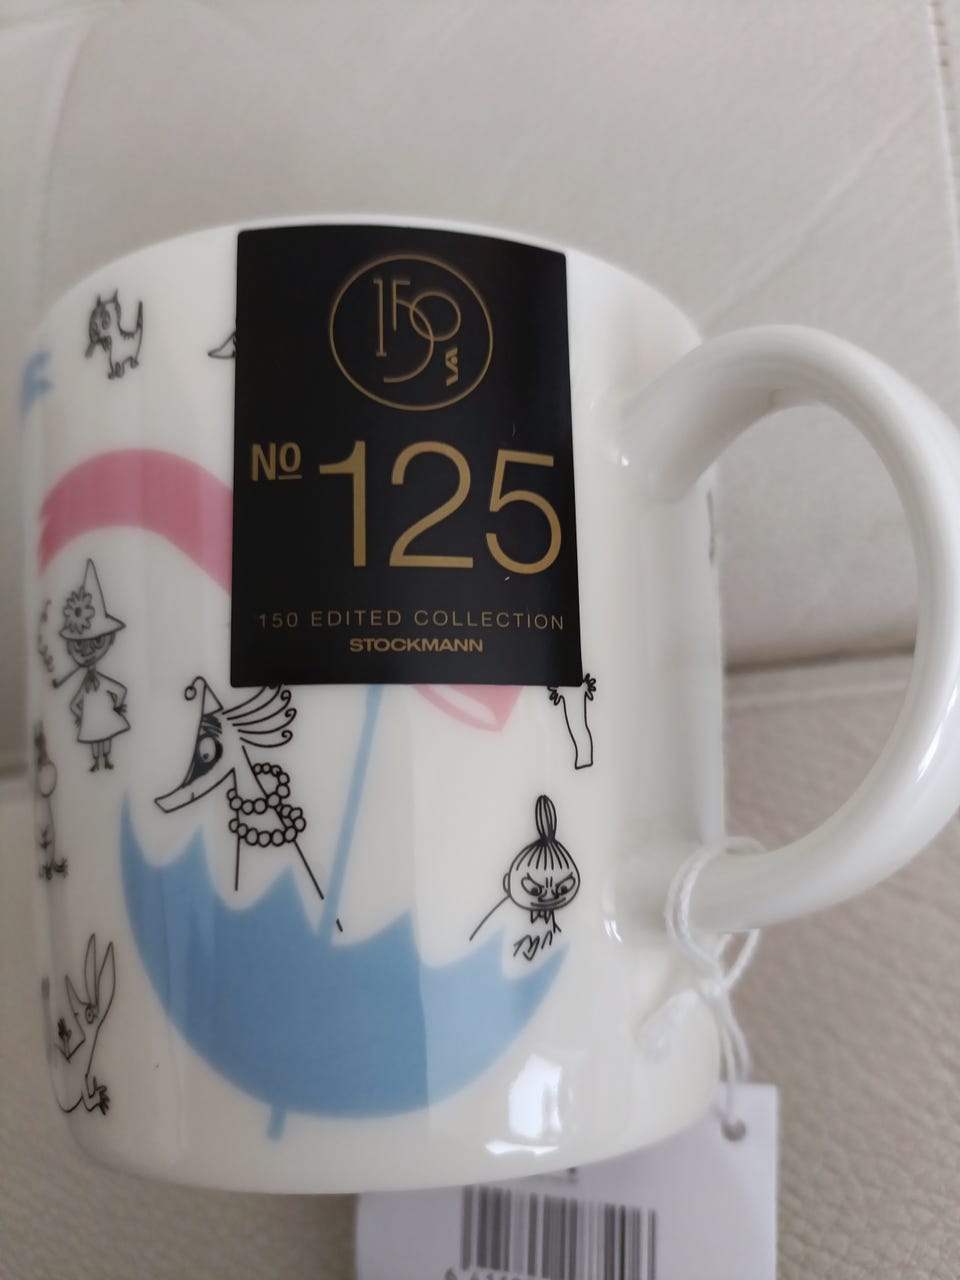 150
No 125
150 EDITED COLLECTION
STOCKMANN